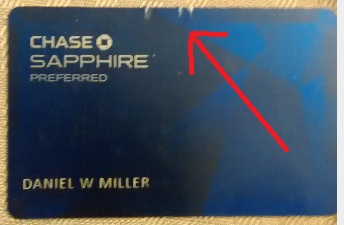 CHASE
SAPPHIRE
PREFERRED
DANIEL W MILLER